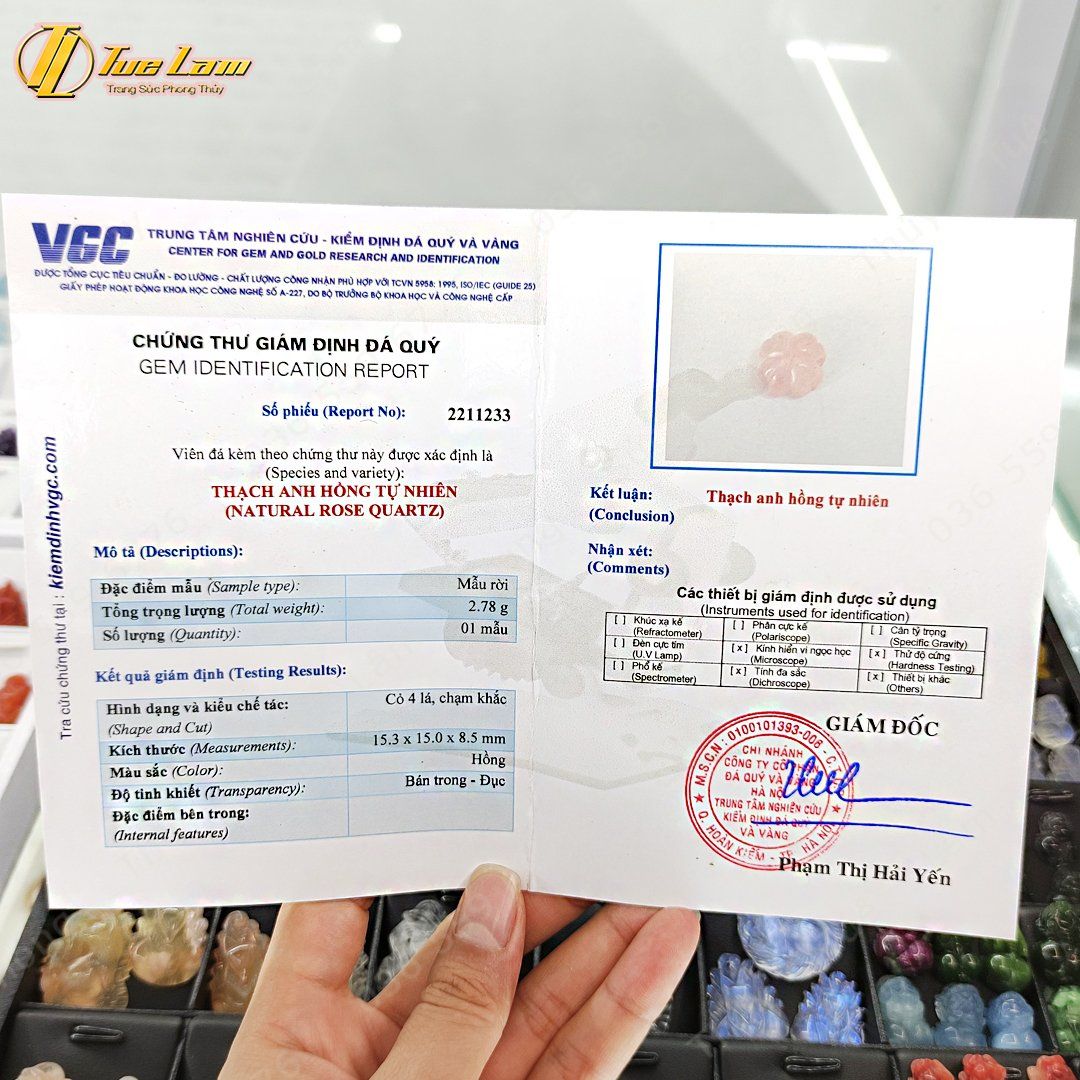 Tue Lam
Trang Sức Phong Thủy
VGC
TRUNG TÂM NGHIÊN CỨU - KIỂM ĐỊNH ĐÁ QUÝ VÀ VÀNG
CENTER FOR GEM AND GOLD RESEARCH AND IDENTIFICATION
ĐƯỢC TỔNG CỤC TIÊU CHUẨN - ĐO LƯỜNG - CHẤT LƯỢNG CÔNG NHẬN PHÙ HỢP VỚI TCVN 5958: 1995, ISO/IEC (GUIDE 25)
GIẤY PHÉP HOẠT ĐỘNG KHOA HỌC CÔNG NGHỆ SỐ A-227, DO BỘ TRƯỞNG BỘ KHOA HỌC VÀ CÔNG NGHỆ CẤP
CHỨNG THƯ GIÁM ĐỊNH ĐÁ QUÝ
GEM IDENTIFICATION REPORT
Số phiếu (Report No): 2211233
Viên đá kèm theo chứng thư này được xác định là
(Species and variety):
THẠCH ANH HỒNG TỰ NHIÊN
(NATURAL ROSE QUARTZ)
Mô tả (Descriptions):
Đặc điểm mẫu (Sample type): Mẫu rời
Tổng trọng lượng (Total weight): 2.78 g
Số lượng (Quantity): 01 mẫu
Kết quả giám định (Testing Results):
Hình dạng và kiểu chế tác: Cỏ 4 lá, chạm khắc
(Shape and Cut)
Kích thước (Measurements): 15.3 x 15.0 x 8.5 mm
Màu sắc (Color): Hồng
Độ tinh khiết (Transparency): Bán trong - Đục
Đặc điểm bên trong:
(Internal features)
Tra cứu chứng thư tại : kiemdinhvgc.com
Kết luận: Thạch anh hồng tự nhiên
(Conclusion)
Nhận xét:
(Comments)
Các thiết bị giám định được sử dụng
(Instruments used for identification)
[ ] Khúc xạ kế [ ] Phân cực kế [ ] Cân tỷ trọng
(Refractometer) (Polariscope) (Specific Gravity)
[ ] Đèn cực tím [x] Kính hiển vi ngọc học [x] Thử độ cứng
(U.V Lamp) (Microscope) (Hardness Testing)
[ ] Phổ kế [x] Tính đa sắc [x] Thiết bị khác
(Spectrometer) (Dichroscope) (Others)
GIÁM ĐỐC
M.S.C.N: 0100101393-006 - C.
CHI NHÁNH
CÔNG TY CỔ
ĐÁ QUÝ VÀ
HÀ NỘI
TRUNG TÂM NGHIÊN CỨU
KIỂM ĐỊNH ĐÁ QUÝ
VÀ VÀNG
Q. HOÀN KIẾM - TP. HÀ NỘI
Phạm Thị Hải Yến